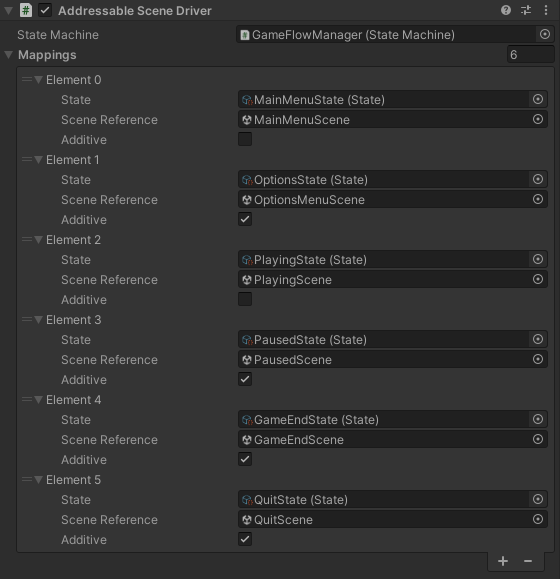 Addressable Scene Driver
State Machine GameFlowManager (State Machine)
Mappings 6
Element 0
State MainMenuState (State)
Scene Reference MainMenuScene
Additive
Element 1
State OptionsState (State)
Scene Reference OptionsMenuScene
Additive
Element 2
State PlayingState (State)
Scene Reference PlayingScene
Additive
Element 3
State PausedState (State)
Scene Reference PausedScene
Additive
Element 4
State GameEndState (State)
Scene Reference GameEndScene
Additive
Element 5
State QuitState (State)
Scene Reference QuitScene
Additive